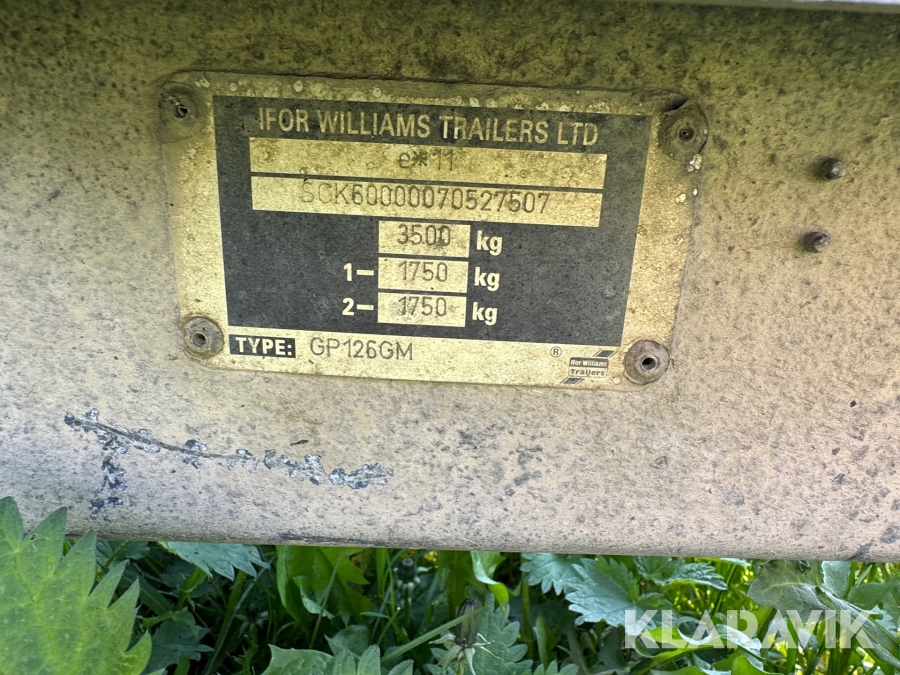 IFOR WILLIAMS TRAILERS LTD
e*11
SCK60000070527507
3500 kg
1- 1750 kg
2- 1750 kg
TYPE: GP126GM ®
Ifor Williams
Trailers
KLARAVIK